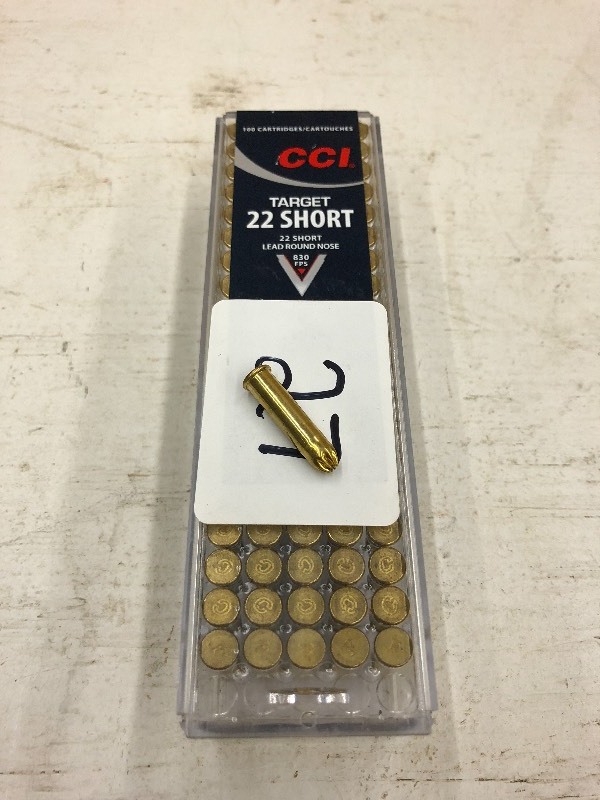 100 CARTRIDGES/CARTOUCHES
CCI
TARGET
22 SHORT
22 SHORT
LEAD ROUND NOSE
830
FPS